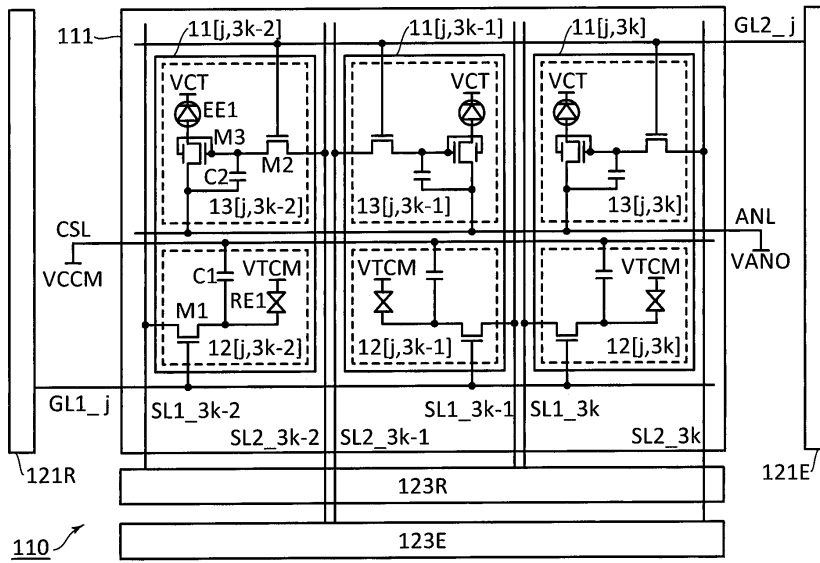 111
11[j,3k-2]
11[j,3k-1]
11[j,3k]
GL2_j
VCT
VCT
VCT
EE1
M3
M2
C2
13[j,3k-2]
13[j,3k-1]
13[j,3k]
CSL
ANL
VCCM
VANO
C1
VTCM
VTCM
VTCM
M1
RE1
12[j,3k-2]
12[j,3k-1]
12[j,3k]
GL1_j
SL1_3k-2
SL1_3k-1
SL1_3k
SL2_3k-2
SL2_3k-1
SL2_3k
121R
121E
123R
110
123E